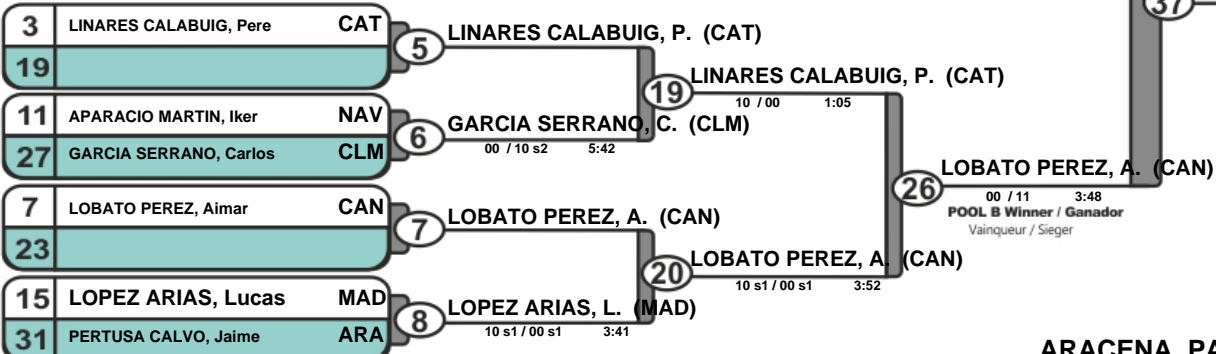 37
3 LINARES CALABUIG, Pere CAT
19
5 LINARES CALABUIG, P. (CAT)
19 LINARES CALABUIG, P. (CAT)
10 / 00 1:05
11 APARACIO MARTIN, Iker NAV
27 GARCIA SERRANO, Carlos CLM
6 GARCIA SERRANO, C. (CLM)
00 / 10 s2 5:42
26 LOBATO PEREZ, A. (CAN)
00 / 11 3:48
POOL B Winner / Ganador
Vainqueur / Sieger
7 LOBATO PEREZ, Aimar CAN
23
7 LOBATO PEREZ, A. (CAN)
20 LOBATO PEREZ, A. (CAN)
10 s1 / 00 s1 3:52
15 LOPEZ ARIAS, Lucas MAD
31 PERTUSA CALVO, Jaime ARA
8 LOPEZ ARIAS, L. (MAD)
10 s1 / 00 s1 3:41
ARACENA PA